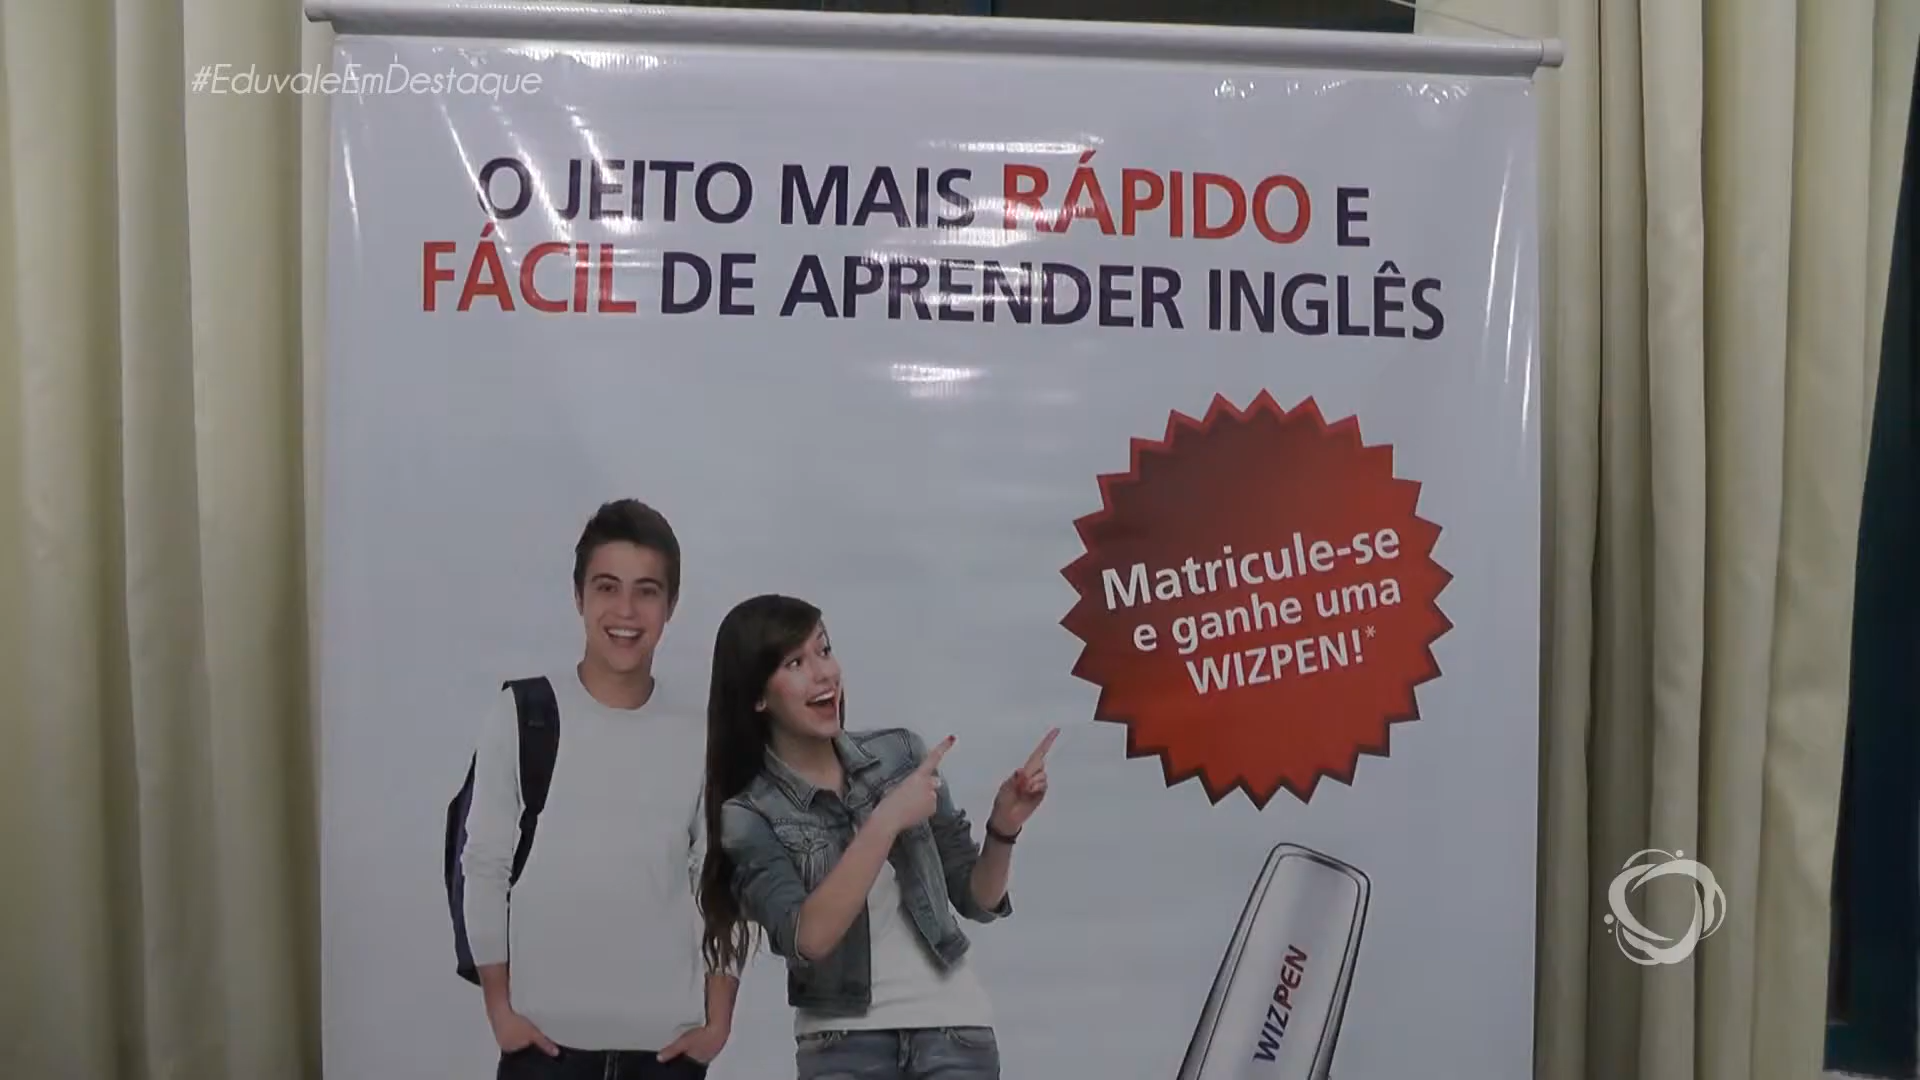 #EduvaleEmDestaque
O JEITO MAIS RÁPIDO E
FÁCIL DE APRENDER INGLÊS
Matricule-se
e ganhe uma
WIZPEN!*
WIZPEN